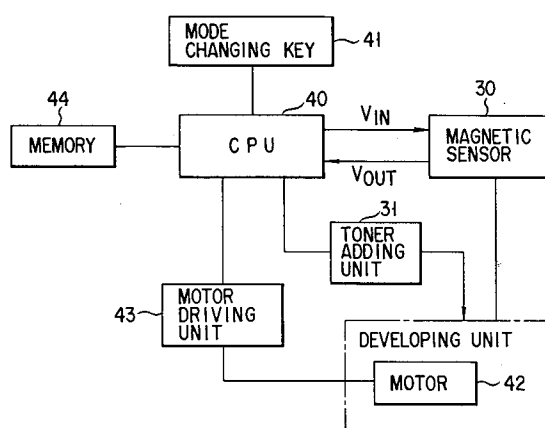 MODE
CHANGING KEY
41
44
40
30
MEMORY
CPU
VIN
VOUT
MAGNETIC
SENSOR
31
TONER
ADDING
UNIT
43
MOTOR
DRIVING
UNIT
DEVELOPING UNIT
MOTOR
42